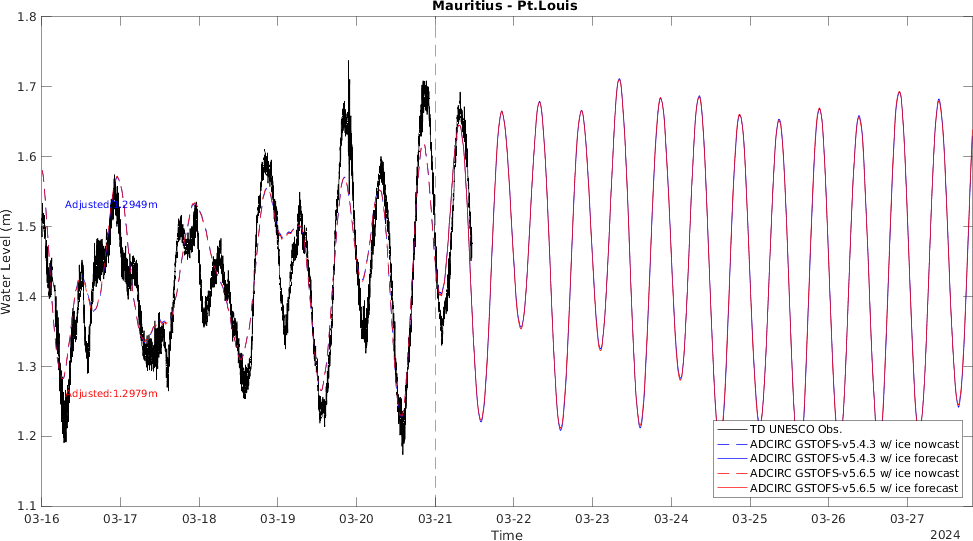 Mauritius - Pt.Louis
Water Level (m)
1.8
1.7
1.6
1.5
1.4
1.3
1.2
1.1
Adjusted:1.2949m
Adjusted:1.2979m
TD UNESCO Obs.
ADCIRC GSTOFS-v5.4.3 w/ ice nowcast
ADCIRC GSTOFS-v5.4.3 w/ ice forecast
ADCIRC GSTOFS-v5.6.5 w/ ice nowcast
ADCIRC GSTOFS-v5.6.5 w/ ice forecast
03-16 03-17 03-18 03-19 03-20 03-21 03-22 03-23 03-24 03-25 03-26 03-27
Time
2024